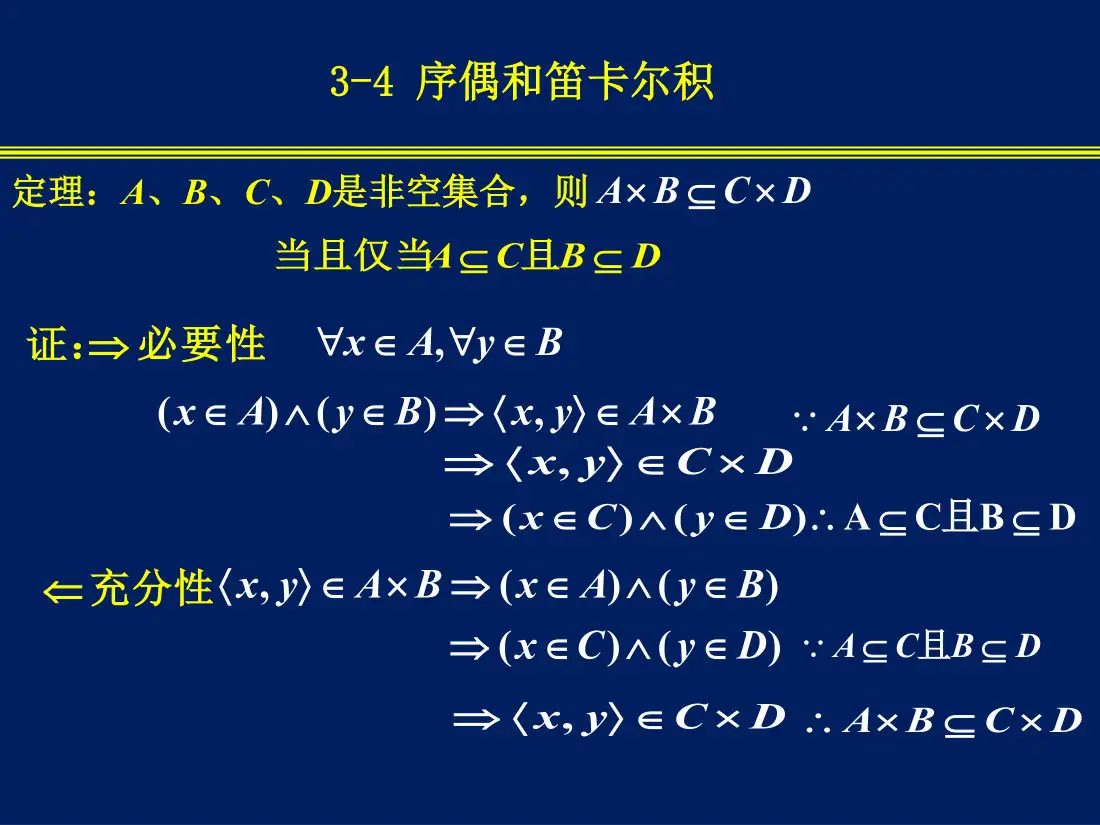 3-4 序偶和笛卡尔积
定理：A、B、C、D是非空集合，则 A×B⊆C×D
当且仅当A⊆C且B⊆D
证:⇒必要性 ∀x∈A,∀y∈B
(x∈A)∧(y∈B)⇒〈x,y〉∈A×B ∵A×B⊆C×D
⇒〈x,y〉∈C×D
⇒(x∈C)∧(y∈D)∴A⊆C且B⊆D
⇐充分性〈x,y〉∈A×B⇒(x∈A)∧(y∈B)
⇒(x∈C)∧(y∈D) ∵A⊆C且B⊆D
⇒〈x,y〉∈C×D ∴A×B⊆C×D